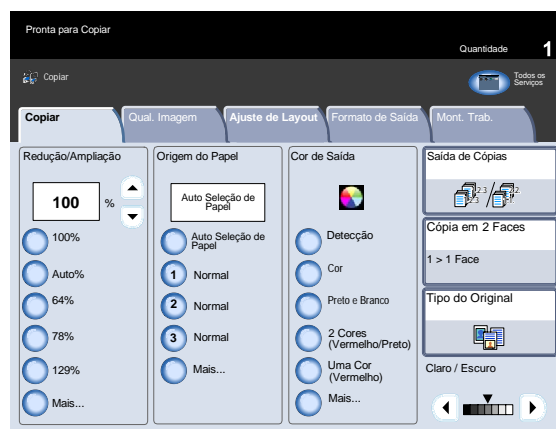 Pronta para Copiar
Quantidade 1
Copiar
Todos os
Serviços
Copiar
Qual. Imagem
Ajuste de Layout
Formato de Saída
Mont. Trab.
Redução/Ampliação
100 %
100%
Auto%
64%
78%
129%
Mais...
Origem do Papel
Auto Seleção de
Papel
Auto Seleção de
Papel
1 Normal
2 Normal
3 Normal
Mais...
Cor de Saída
Detecção
Cor
Preto e Branco
2 Cores
(Vermelho/Preto)
Uma Cor
(Vermelho)
Mais...
Saída de Cópias
Cópia em 2 Faces
1 > 1 Face
Tipo do Original
Claro / Escuro